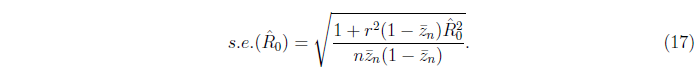 s.e.(\hat{R}_0) = \sqrt{\frac{1 + r^2(1 - \bar{z}_n)\hat{R}_0^2}{n\bar{z}_n(1 - \bar{z}_n)}}. (17)